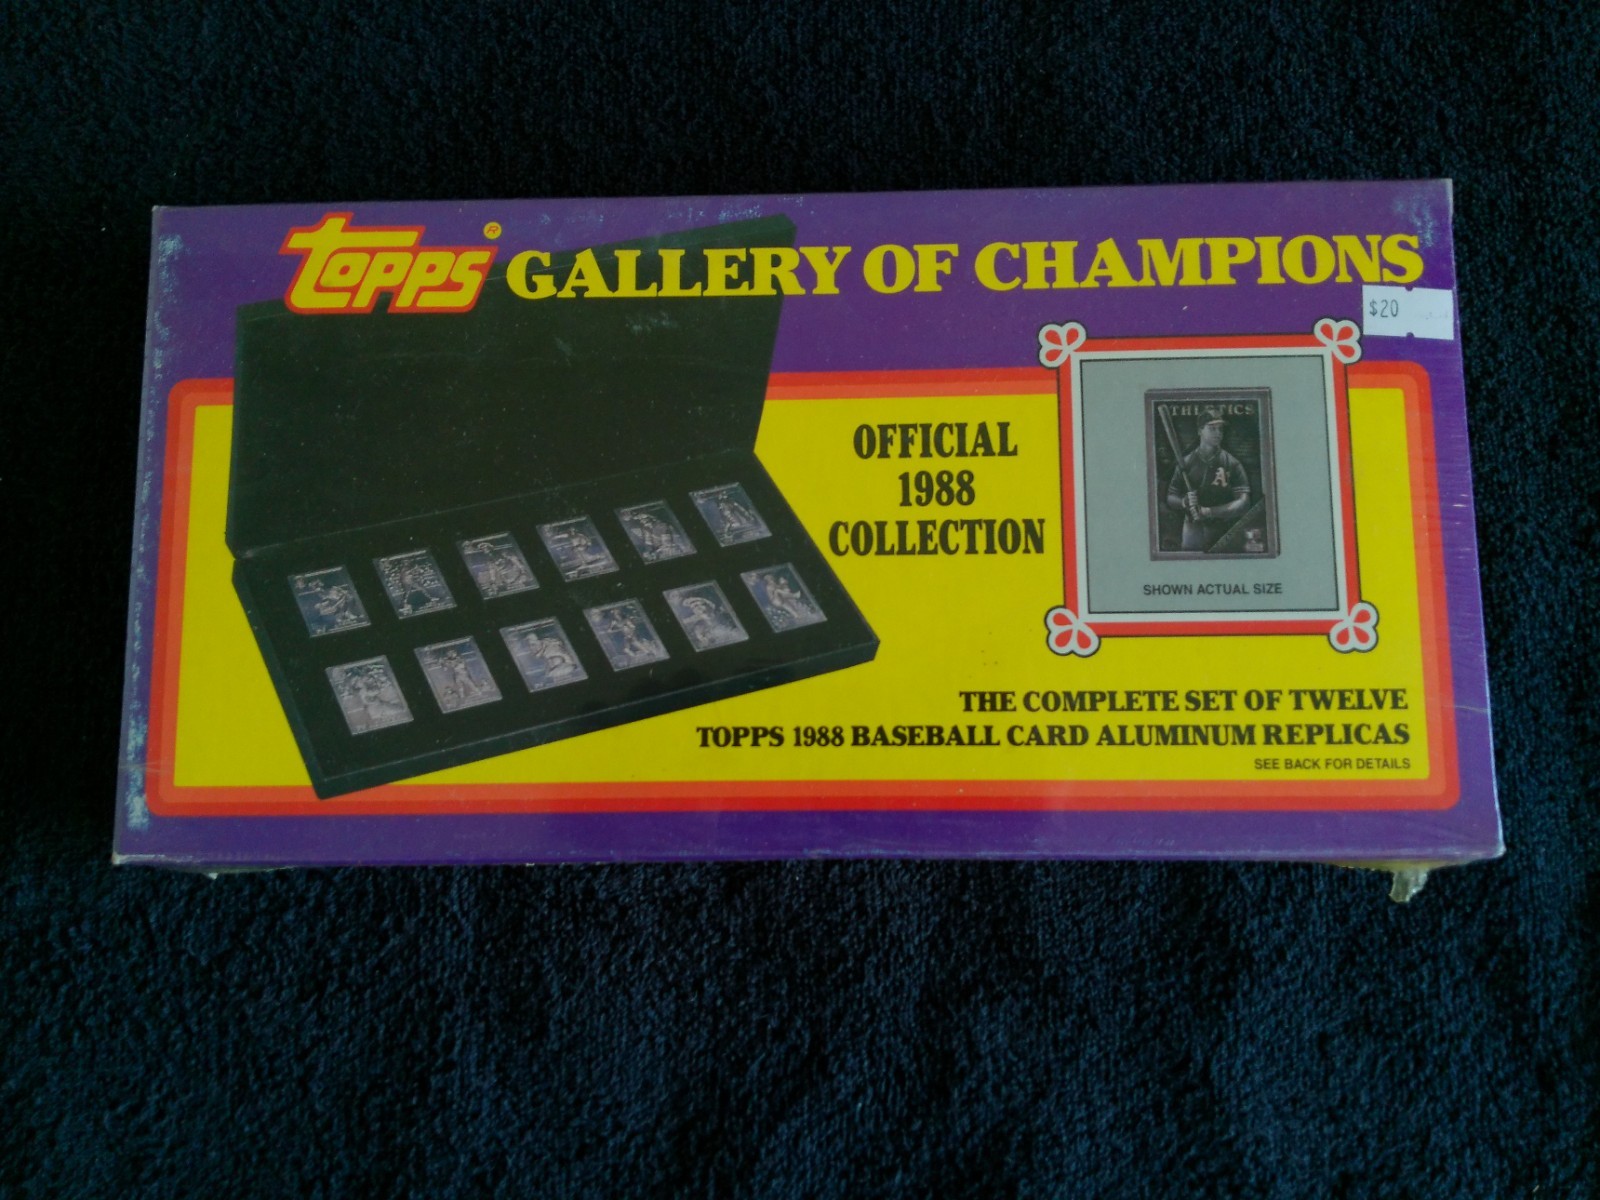 TOPPS ® GALLERY OF CHAMPIONS
$20
OFFICIAL
1988
COLLECTION
ATHLETICS
A
SHOWN ACTUAL SIZE
THE COMPLETE SET OF TWELVE
TOPPS 1988 BASEBALL CARD ALUMINUM REPLICAS
SEE BACK FOR DETAILS